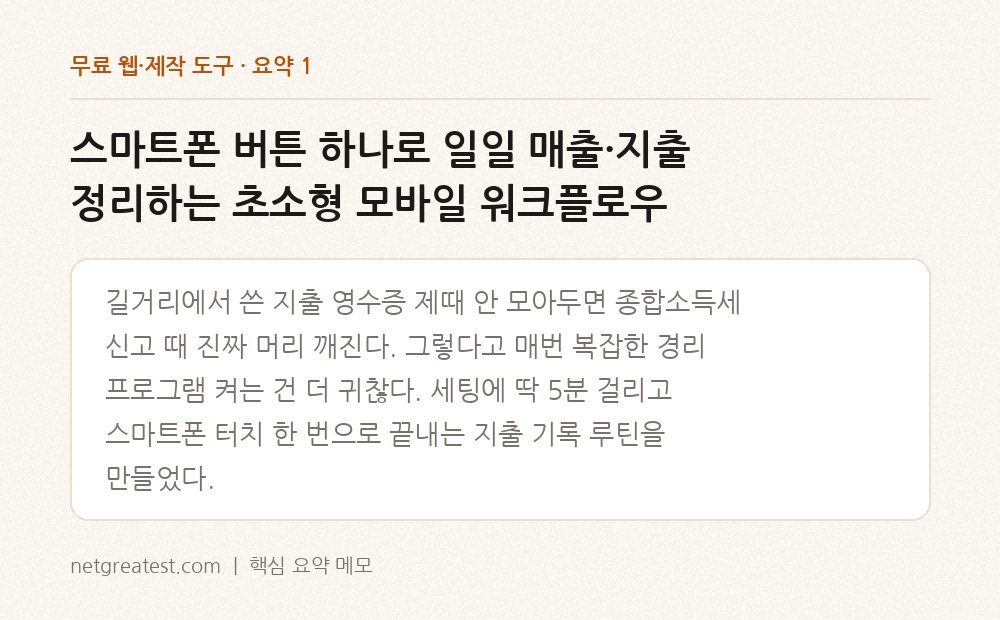 무료 웹·제작 도구 · 요약 1
스마트폰 버튼 하나로 일일 매출·지출
정리하는 초소형 모바일 워크플로우
길거리에서 쓴 지출 영수증 제때 안 모아두면 종합소득세
신고 때 진짜 머리 깨진다. 그렇다고 매번 복잡한 경리
프로그램 켜는 건 더 귀찮다. 세팅에 딱 5분 걸리고
스마트폰 터치 한 번으로 끝내는 지출 기록 루틴을
만들었다.
netgreatest.com | 핵심 요약 메모